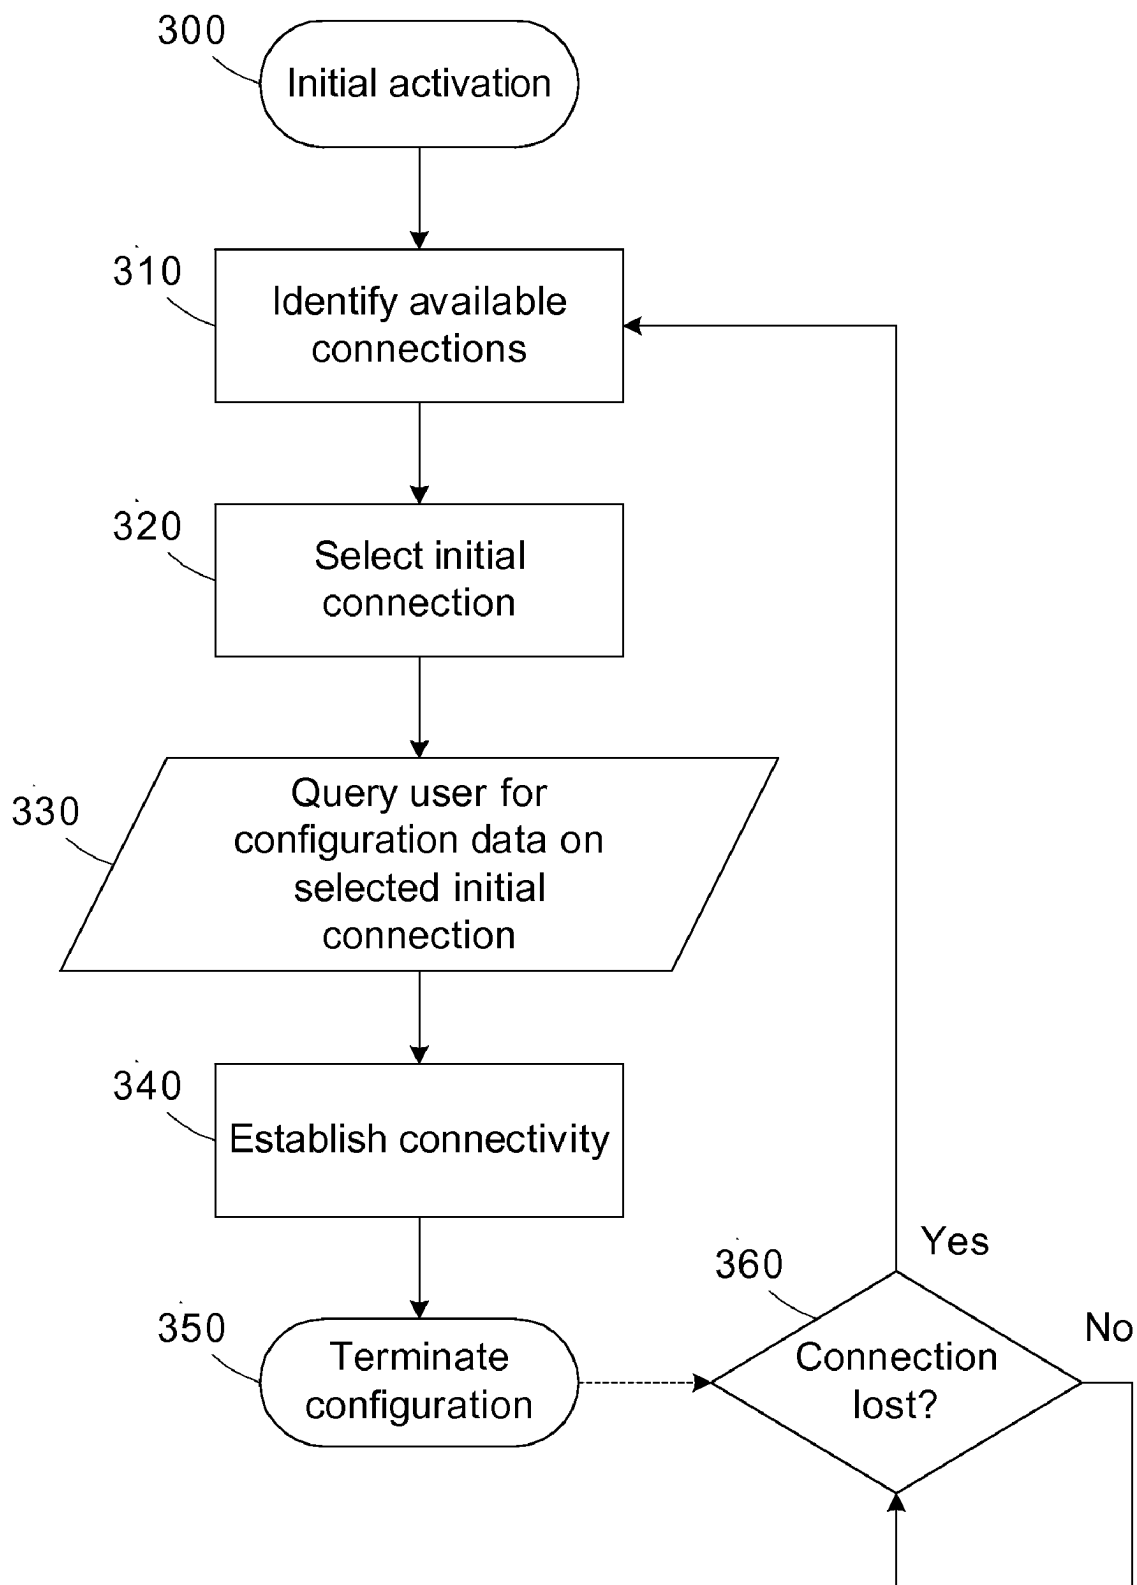 300
Initial activation
310
Identify available
connections
320
Select initial
connection
330
Query user for
configuration data on
selected initial
connection
340
Establish connectivity
350
Terminate
configuration
360
Connection
lost?
Yes
No